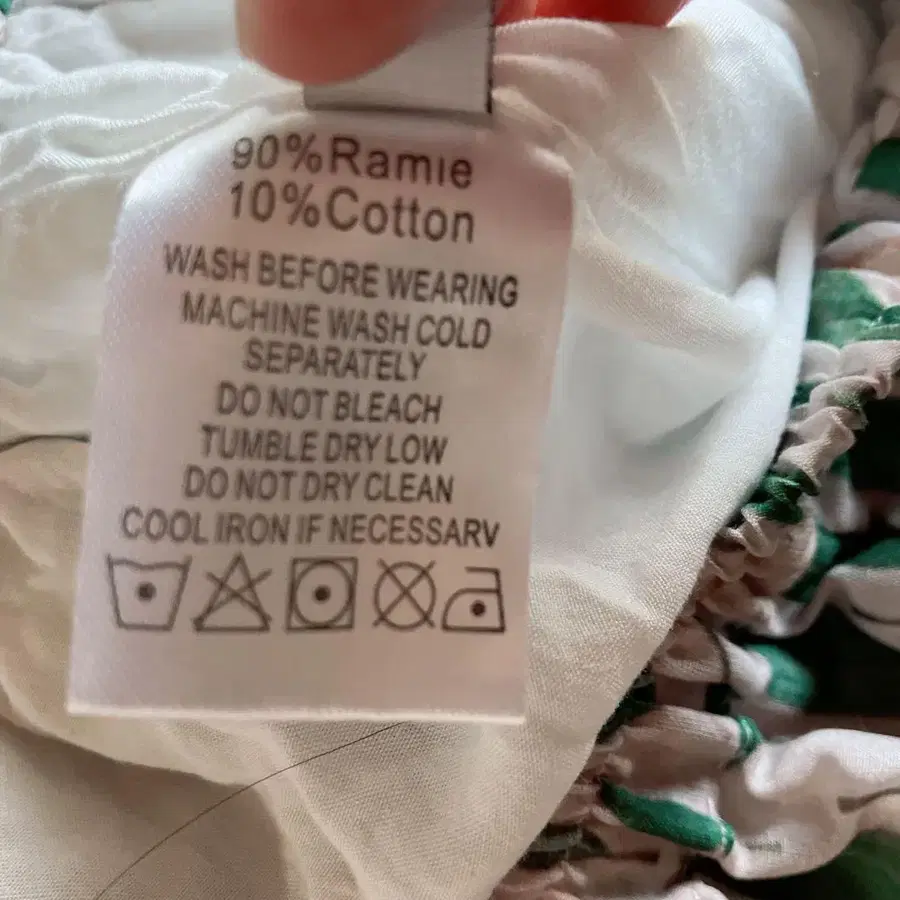 90%Ramie
10%Cotton
WASH BEFORE WEARING
MACHINE WASH COLD
SEPARATELY
DO NOT BLEACH
TUMBLE DRY LOW
DO NOT DRY CLEAN
COOL IRON IF NECESSARV